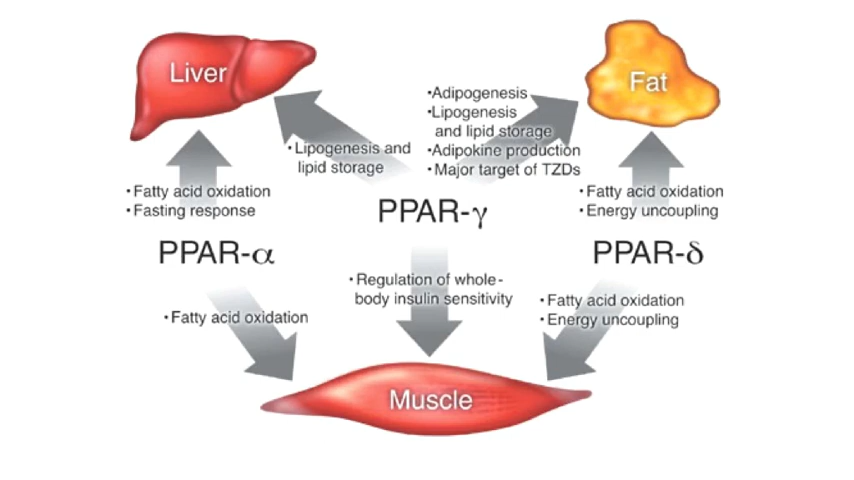 Liver
Fat
•Adipogenesis
•Lipogenesis
and lipid storage
•Adipokine production
•Major target of TZDs
•Lipogenesis and
lipid storage
•Fatty acid oxidation
•Fasting response
•Fatty acid oxidation
•Energy uncoupling
PPAR-γ
PPAR-α
PPAR-δ
•Regulation of whole-
body insulin sensitivity
•Fatty acid oxidation
•Fatty acid oxidation
•Energy uncoupling
Muscle